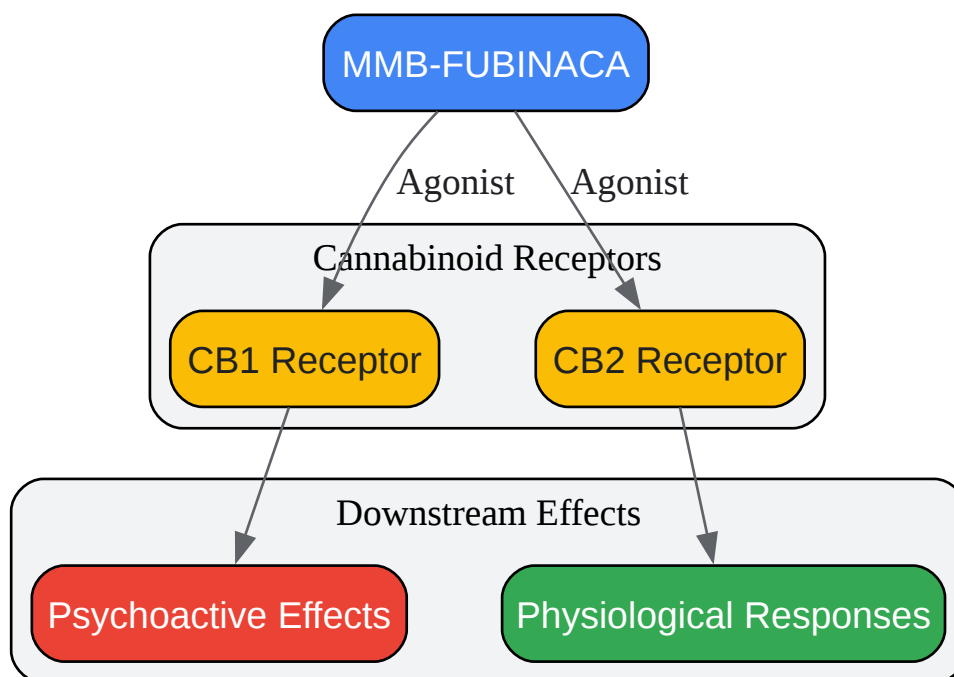 MMB-FUBINACA
Agonist Agonist
Cannabinoid Receptors
CB1 Receptor CB2 Receptor
Downstream Effects
Psychoactive Effects Physiological Responses